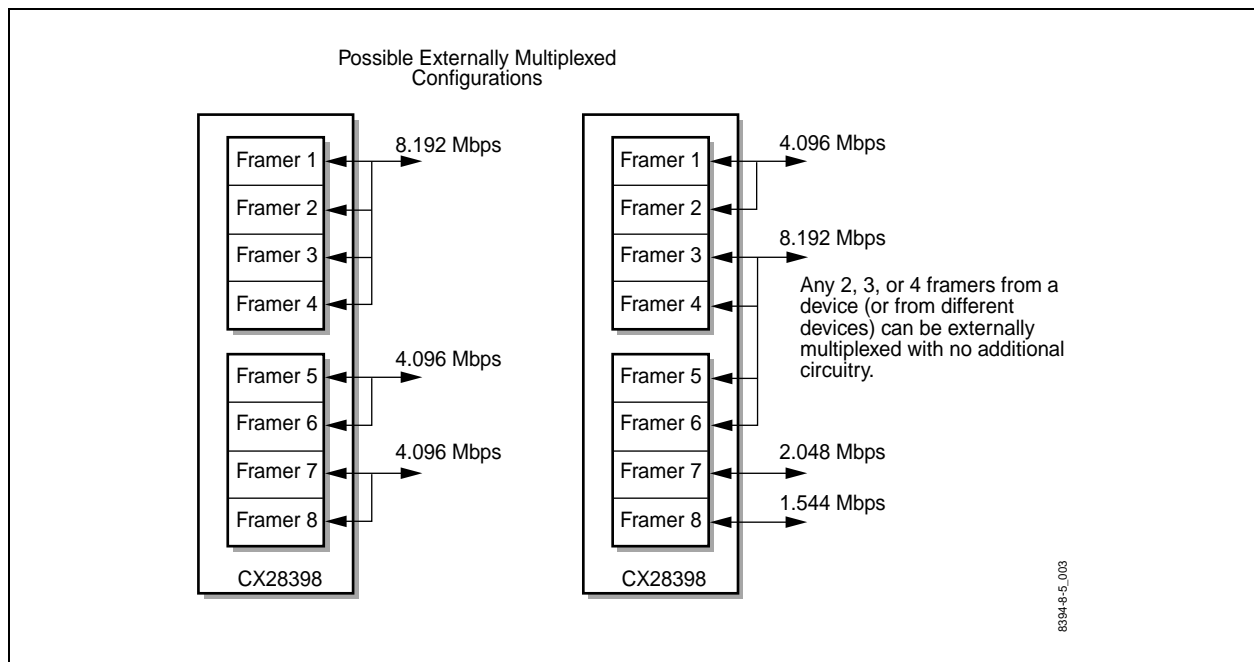 Possible Externally Multiplexed
Configurations
Framer 1
Framer 2
Framer 3
Framer 4
Framer 5
Framer 6
Framer 7
Framer 8
CX28398
8.192 Mbps
4.096 Mbps
4.096 Mbps
Framer 1
Framer 2
Framer 3
Framer 4
Framer 5
Framer 6
Framer 7
Framer 8
CX28398
4.096 Mbps
8.192 Mbps
Any 2, 3, or 4 framers from a
device (or from different
devices) can be externally
multiplexed with no additional
circuitry.
2.048 Mbps
1.544 Mbps
8394-8-5_003